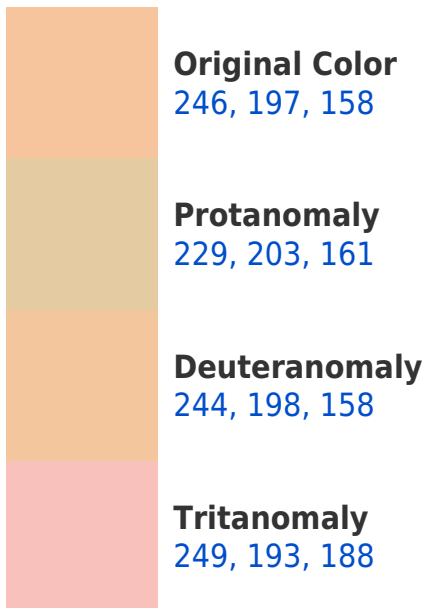 Original Color
246, 197, 158
Protanomaly
229, 203, 161
Deuteranomaly
244, 198, 158
Tritanomaly
249, 193, 188